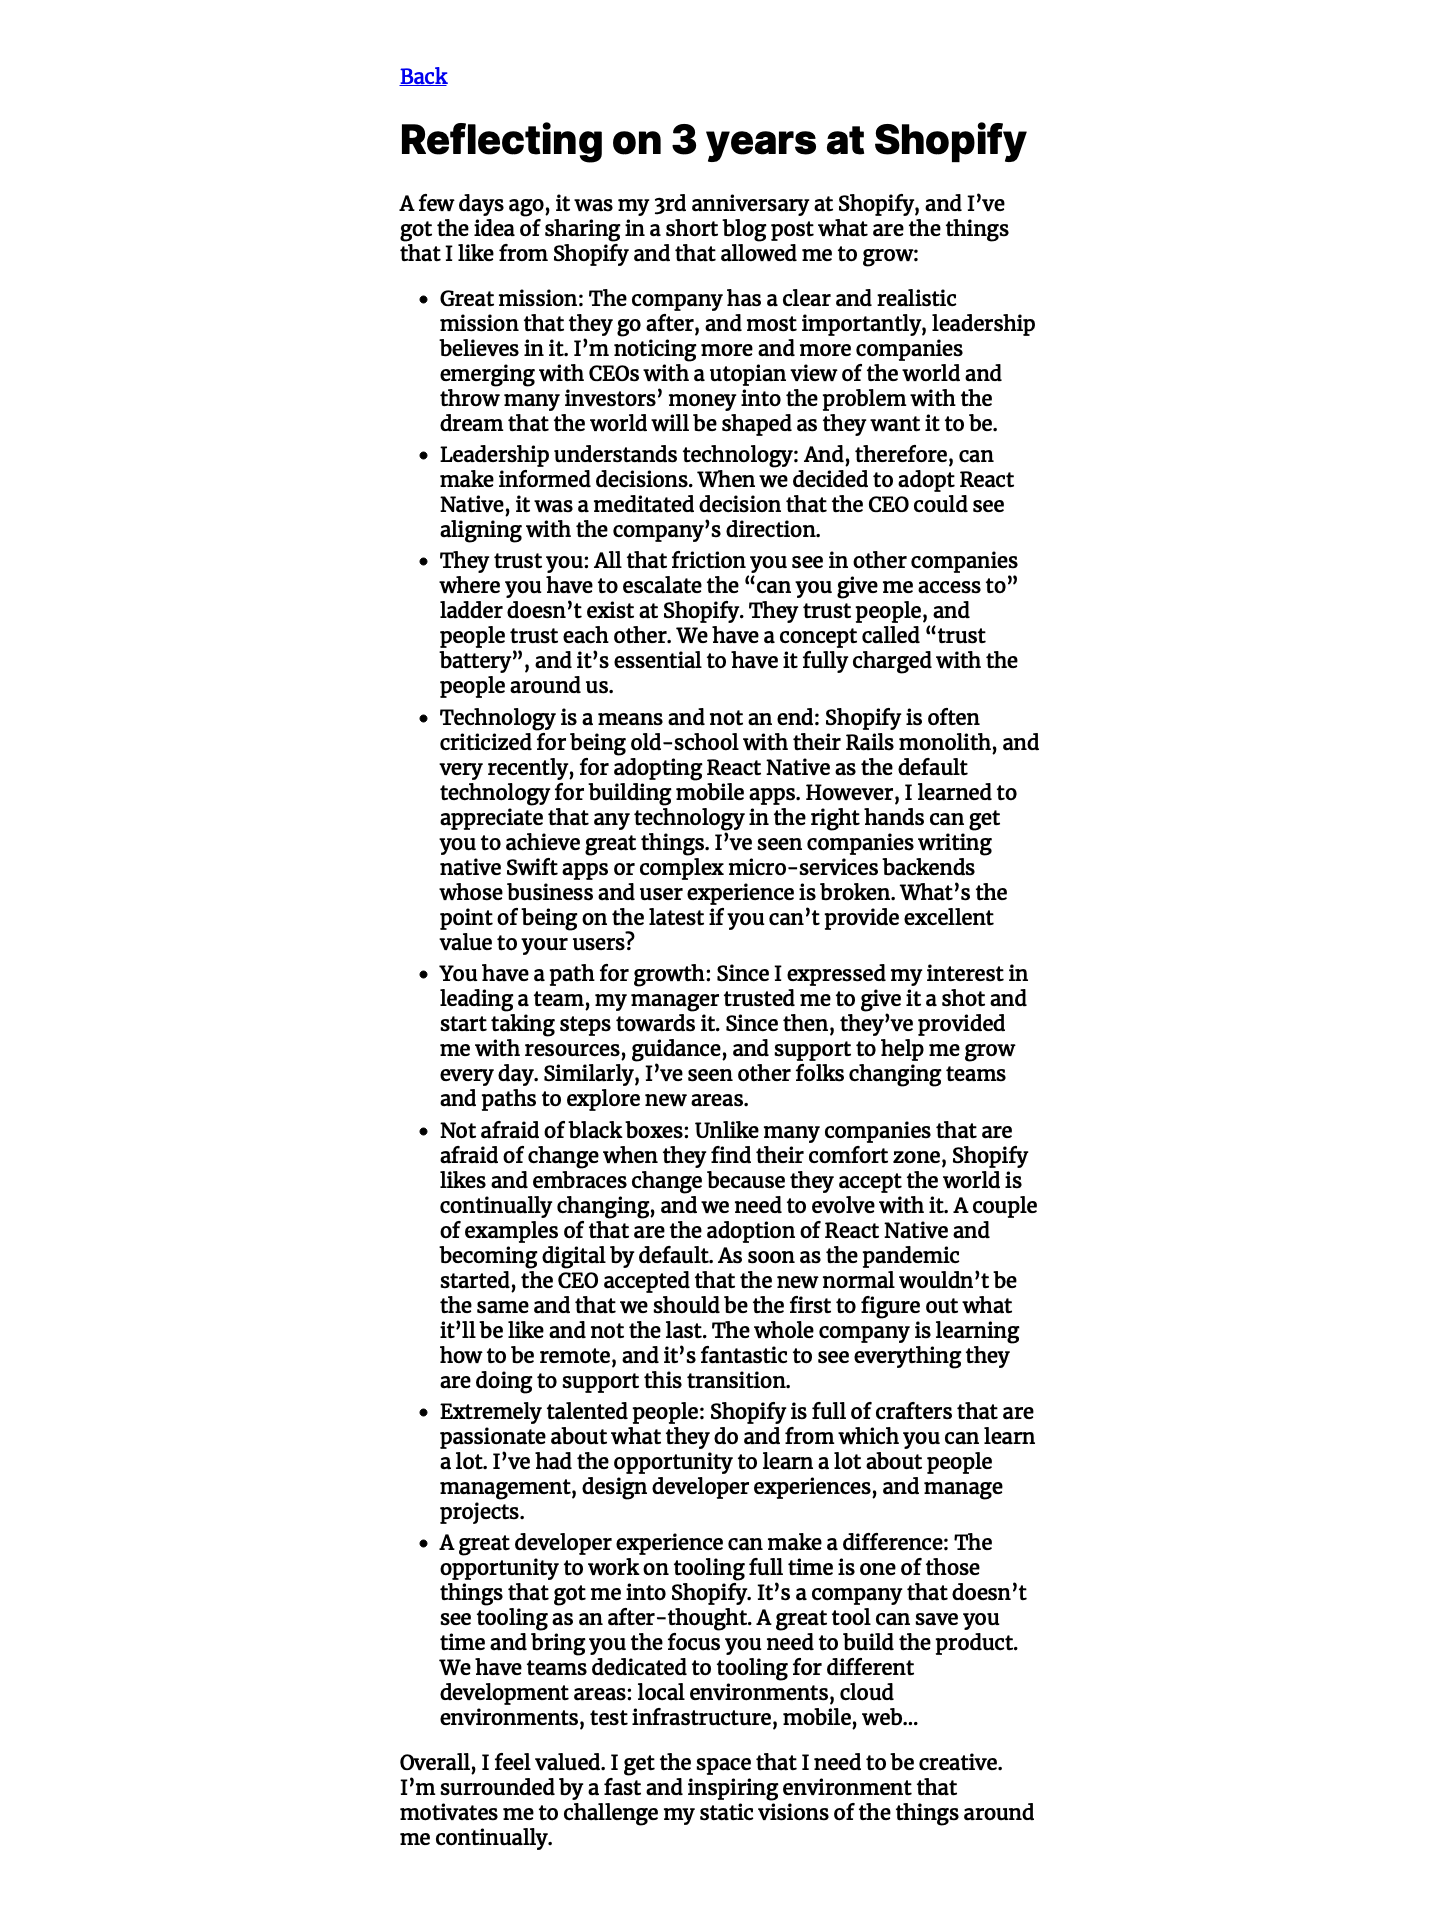 Back
Reflecting on 3 years at Shopify
A few days ago, it was my 3rd anniversary at Shopify, and I’ve
got the idea of sharing in a short blog post what are the things
that I like from Shopify and that allowed me to grow:
• Great mission: The company has a clear and realistic
mission that they go after, and most importantly, leadership
believes in it. I’m noticing more and more companies
emerging with CEOs with a utopian view of the world and
throw many investors’ money into the problem with the
dream that the world will be shaped as they want it to be.
• Leadership understands technology: And, therefore, can
make informed decisions. When we decided to adopt React
Native, it was a meditated decision that the CEO could see
aligning with the company’s direction.
• They trust you: All that friction you see in other companies
where you have to escalate the “can you give me access to”
ladder doesn’t exist at Shopify. They trust people, and
people trust each other. We have a concept called “trust
battery”, and it’s essential to have it fully charged with the
people around us.
• Technology is a means and not an end: Shopify is often
criticized for being old-school with their Rails monolith, and
very recently, for adopting React Native as the default
technology for building mobile apps. However, I learned to
appreciate that any technology in the right hands can get
you to achieve great things. I’ve seen companies writing
native Swift apps or complex micro-services backends
whose business and user experience is broken. What’s the
point of being on the latest if you can’t provide excellent
value to your users?
• You have a path for growth: Since I expressed my interest in
leading a team, my manager trusted me to give it a shot and
start taking steps towards it. Since then, they’ve provided
me with resources, guidance, and support to help me grow
every day. Similarly, I’ve seen other folks changing teams
and paths to explore new areas.
• Not afraid of black boxes: Unlike many companies that are
afraid of change when they find their comfort zone, Shopify
likes and embraces change because they accept the world is
continually changing, and we need to evolve with it. A couple
of examples of that are the adoption of React Native and
becoming digital by default. As soon as the pandemic
started, the CEO accepted that the new normal wouldn’t be
the same and that we should be the first to figure out what
it’ll be like and not the last. The whole company is learning
how to be remote, and it’s fantastic to see everything they
are doing to support this transition.
• Extremely talented people: Shopify is full of crafters that are
passionate about what they do and from which you can learn
a lot. I’ve had the opportunity to learn a lot about people
management, design developer experiences, and manage
projects.
• A great developer experience can make a difference: The
opportunity to work on tooling full time is one of those
things that got me into Shopify. It’s a company that doesn’t
see tooling as an after-thought. A great tool can save you
time and bring you the focus you need to build the product.
We have teams dedicated to tooling for different
development areas: local environments, cloud
environments, test infrastructure, mobile, web…
Overall, I feel valued. I get the space that I need to be creative.
I’m surrounded by a fast and inspiring environment that
motivates me to challenge my static visions of the things around
me continually.